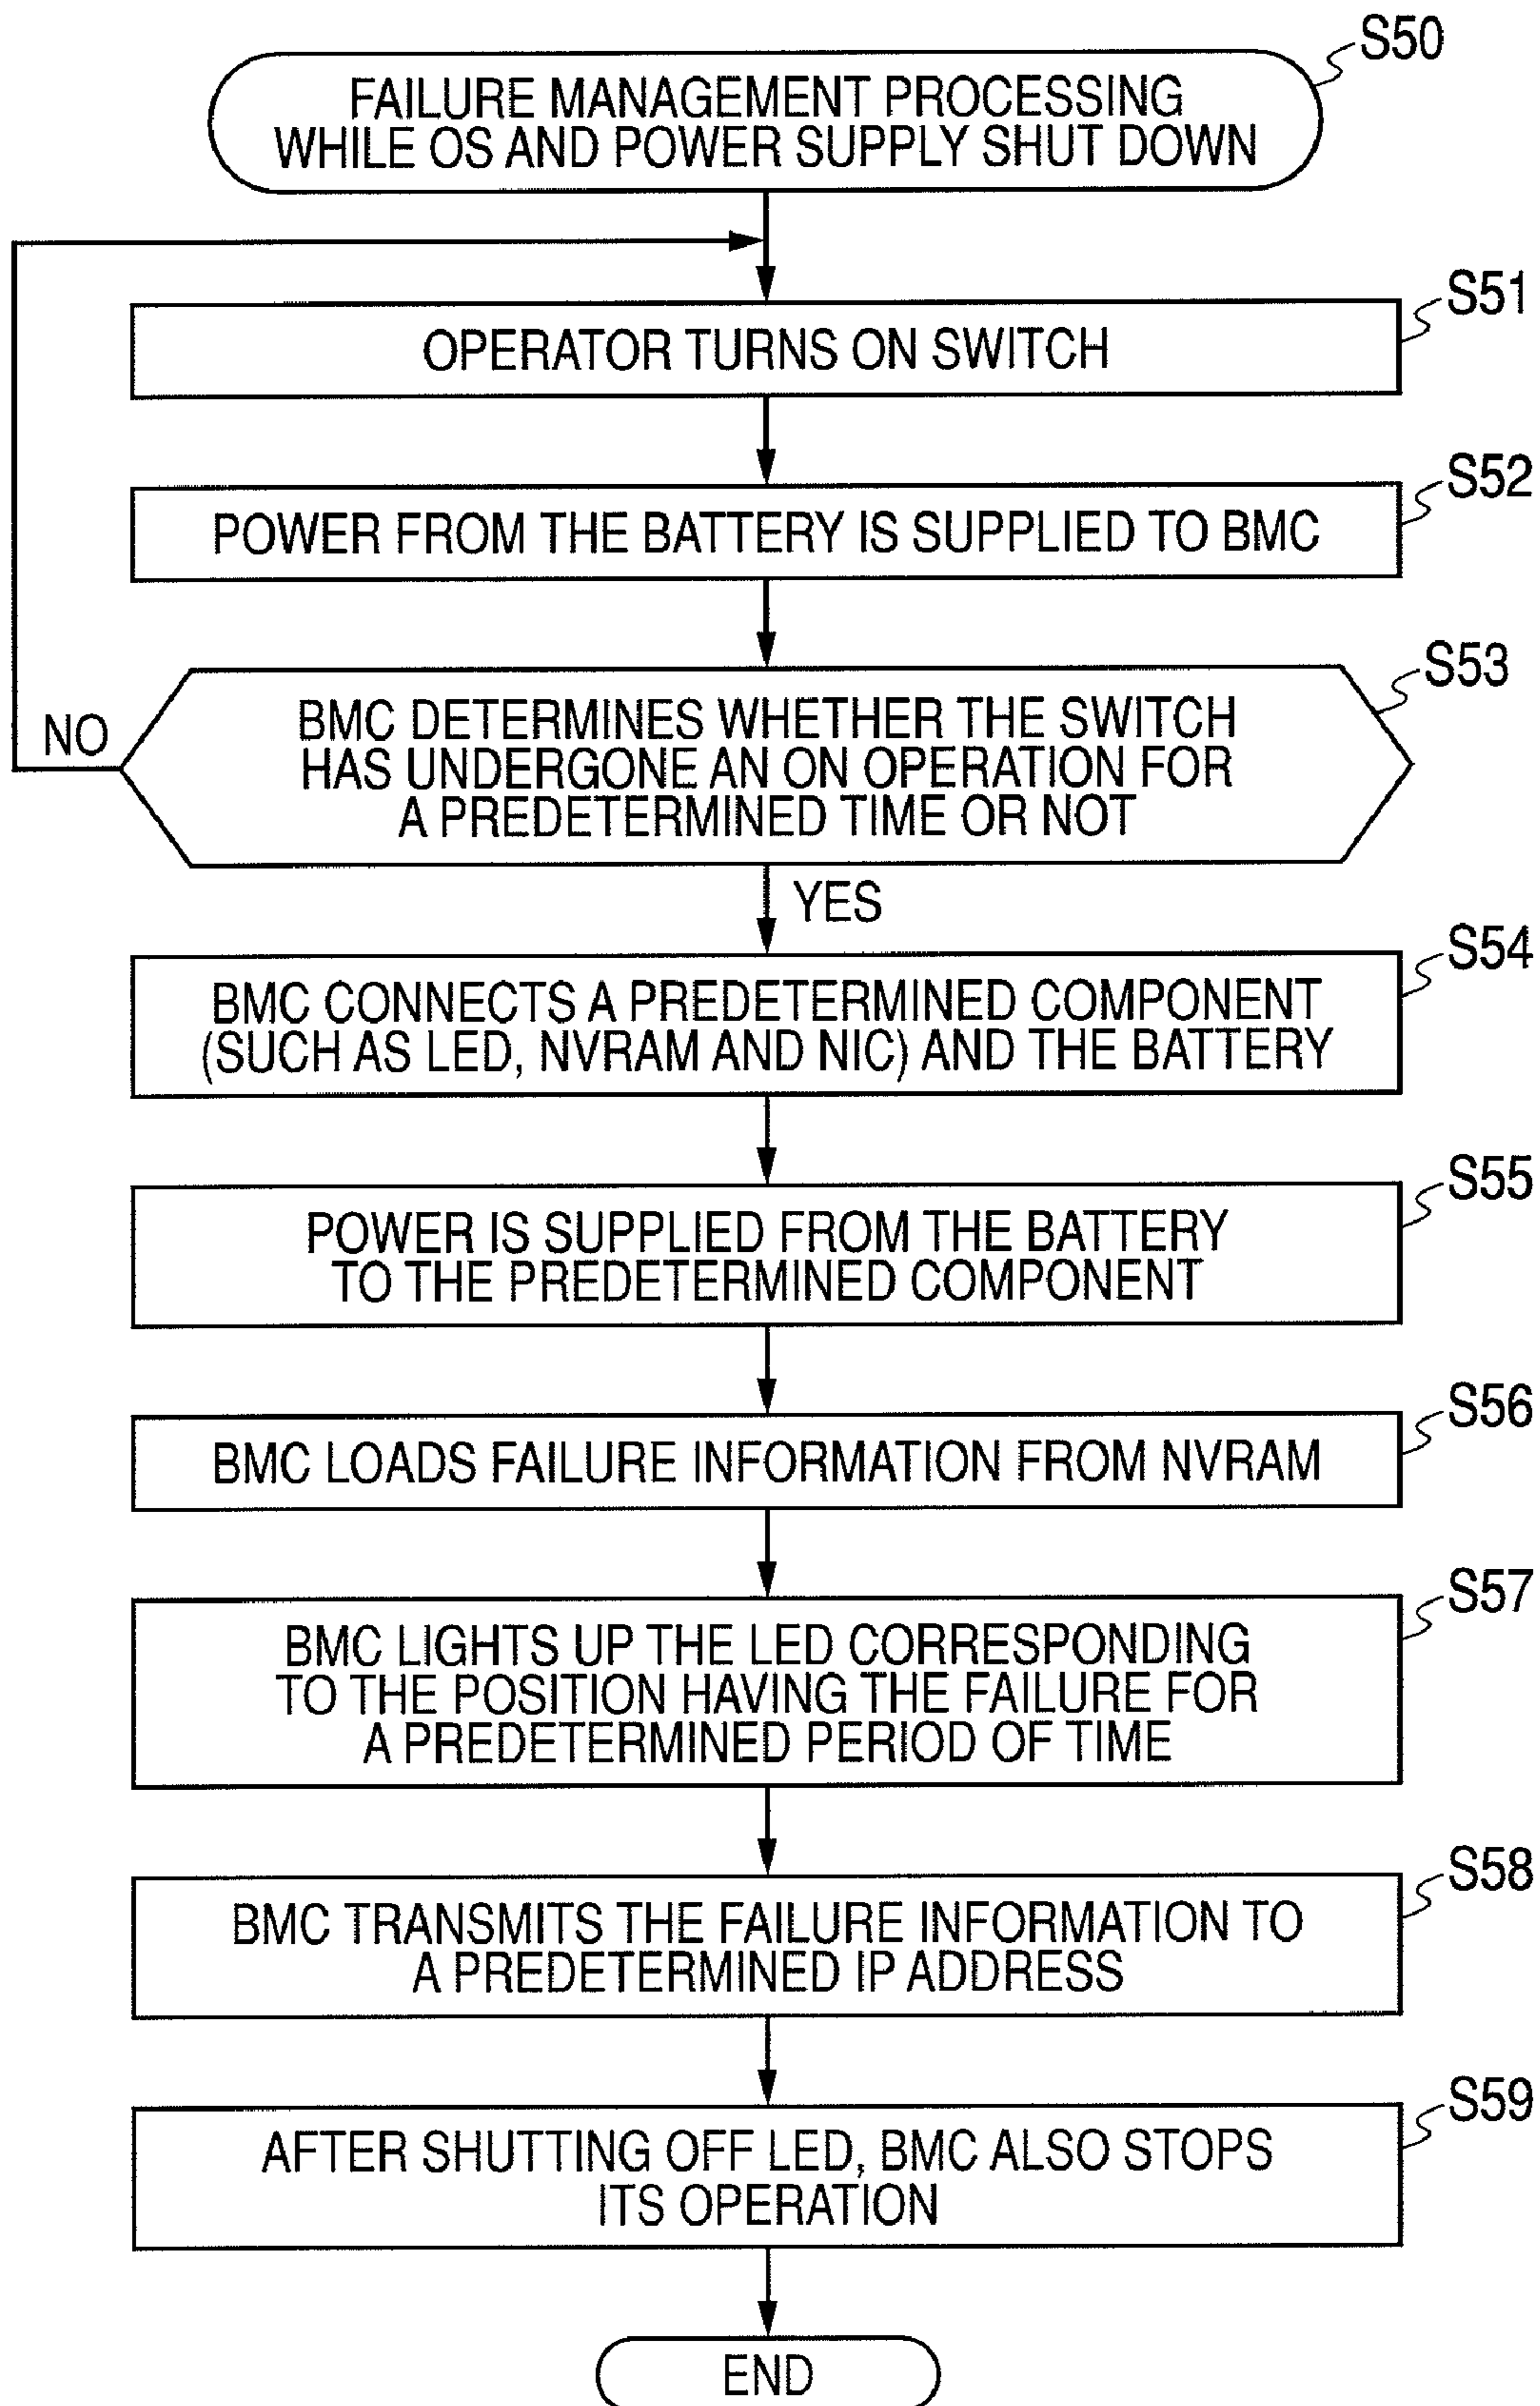 S50
FAILURE MANAGEMENT PROCESSING
WHILE OS AND POWER SUPPLY SHUT DOWN
S51
OPERATOR TURNS ON SWITCH
S52
POWER FROM THE BATTERY IS SUPPLIED TO BMC
S53
BMC DETERMINES WHETHER THE SWITCH
HAS UNDERGONE AN ON OPERATION FOR
A PREDETERMINED TIME OR NOT
NO
YES
S54
BMC CONNECTS A PREDETERMINED COMPONENT
(SUCH AS LED, NVRAM AND NIC) AND THE BATTERY
S55
POWER IS SUPPLIED FROM THE BATTERY
TO THE PREDETERMINED COMPONENT
S56
BMC LOADS FAILURE INFORMATION FROM NVRAM
S57
BMC LIGHTS UP THE LED CORRESPONDING
TO THE POSITION HAVING THE FAILURE FOR
A PREDETERMINED PERIOD OF TIME
S58
BMC TRANSMITS THE FAILURE INFORMATION TO
A PREDETERMINED IP ADDRESS
S59
AFTER SHUTTING OFF LED, BMC ALSO STOPS
ITS OPERATION
END